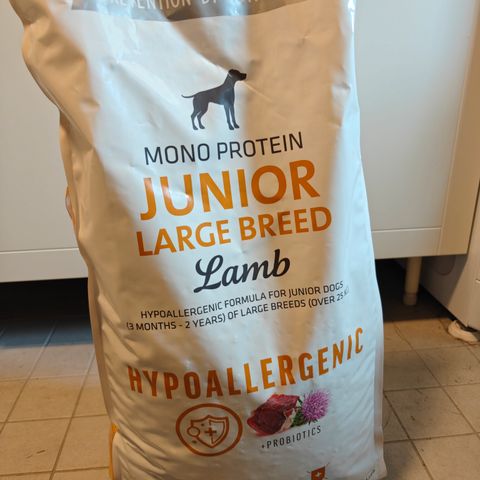 MONO PROTEIN
JUNIOR
LARGE BREED
Lamb
HYPOALLERGENIC FORMULA FOR JUNIOR DOGS
(3 MONTHS - 2 YEARS) OF LARGE BREEDS (OVER 25
HYPOALLERGENIC
+PROBIOTICS